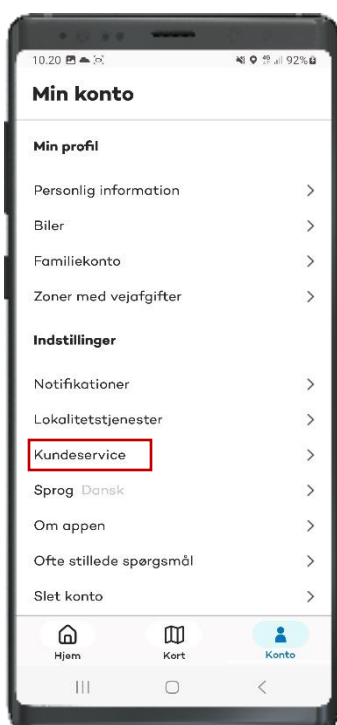 10.20
92%
Min konto
Min profil
Personlig information
Biler
Familiekonto
Zoner med vejafgifter
Indstillinger
Notifikationer
Lokalitetstjenester
Kundeservice
Sprog Dansk
Om appen
Ofte stillede spørgsmål
Slet konto
Hjem Kort Konto